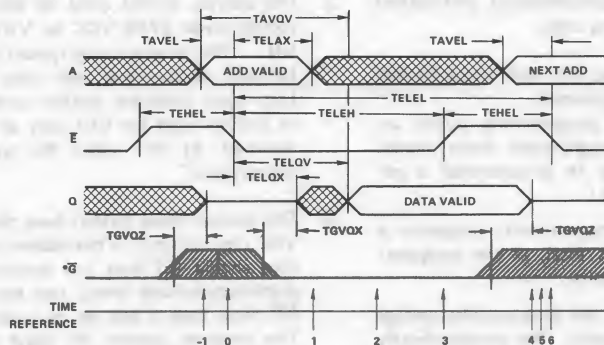 TAVQV
TAVEL TELAX TAVEL
A ADD VALID NEXT ADD
TELEL
TEHEL TELEH TEHEL
E
TELQV
TELQX
Q DATA VALID
TGVQZ TGVQX TGVQZ
*G
TIME
REFERENCE
-1 0 1 2 3 4 5 6